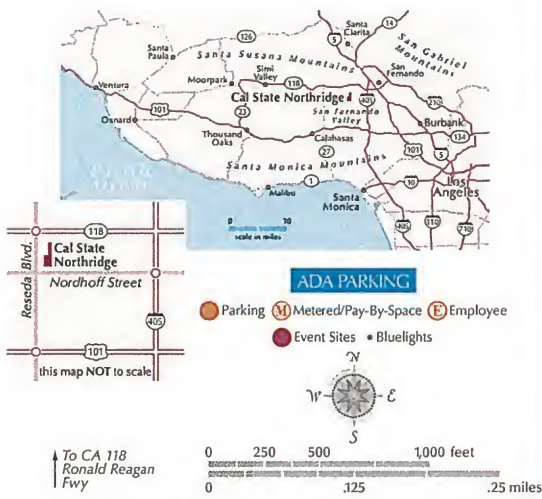 Santa
Clarita
14
126
5
Santa
Paula
Santa Susana Mountains
San Gabriel
Mountains
Simi
Valley
San
Fernando
Ventura
Moorpark
118
Cal State Northridge
405
210
101
23
San Fernando
Valley
Burbank
Oxnard
134
Thousand
Oaks
Calabasas
27
101
5
Santa Monica Mountains
Malibu
1
Santa
Monica
10
Los
Angeles
405
110
710
0 10
scale in miles
118
Reseda Blvd.
Cal State
Northridge
Nordhoff Street
405
101
this map NOT to scale
ADA PARKING
Parking M Metered/Pay-By-Space E Employee
Event Sites • Bluelights
N
W E
S
To CA 118
Ronald Reagan
Fwy
0 250 500 1,000 feet
0 .125 .25 miles